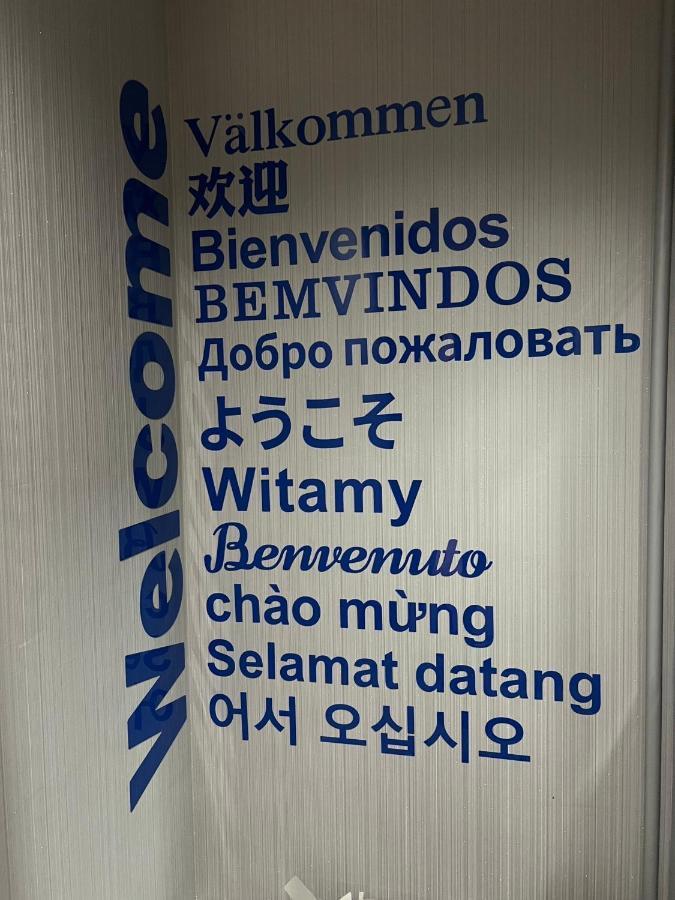 Welcome
Välkommen
欢迎
Bienvenidos
BEMVINDOS
Добро пожаловать
ようこそ
Witamy
Benvenuto
chào mừng
Selamat datang
어서 오십시오